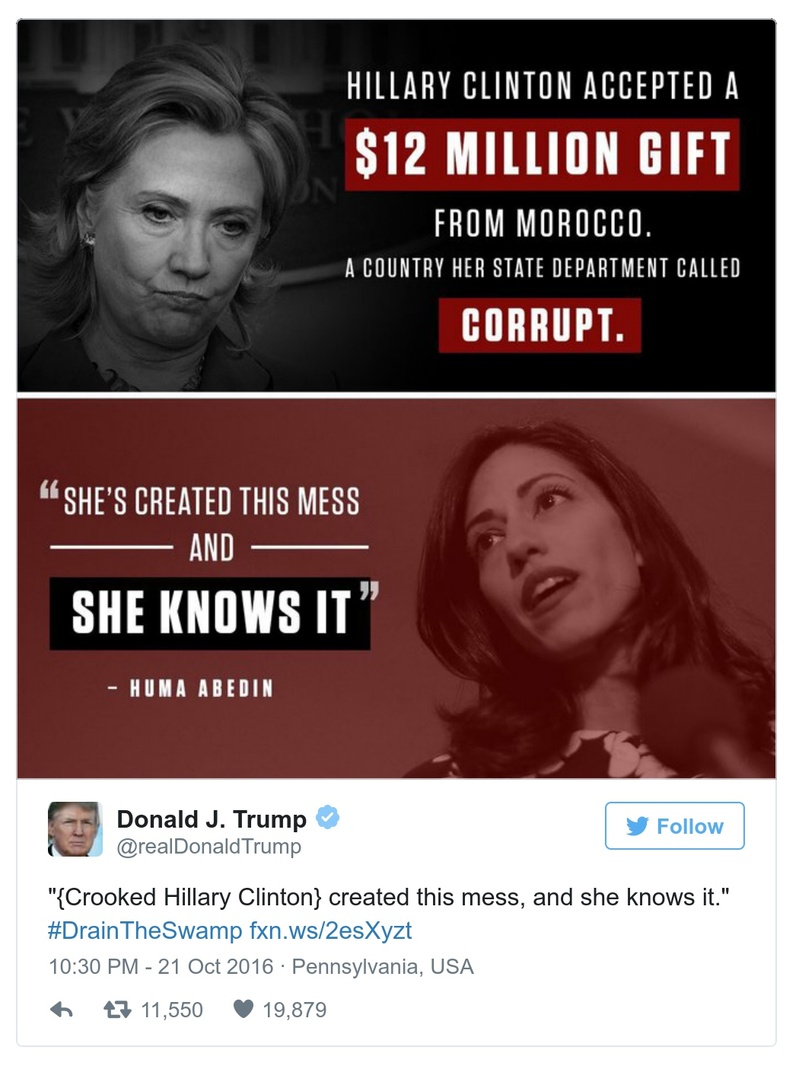 HILLARY CLINTON ACCEPTED A
$12 MILLION GIFT
FROM MOROCCO.
A COUNTRY HER STATE DEPARTMENT CALLED
CORRUPT.
“SHE'S CREATED THIS MESS
AND
SHE KNOWS IT”
- HUMA ABEDIN
Donald J. Trump
@realDonaldTrump
Follow
"{Crooked Hillary Clinton} created this mess, and she knows it."
#DrainTheSwamp fxn.ws/2esXyzt
10:30 PM - 21 Oct 2016 · Pennsylvania, USA
11,550 19,879